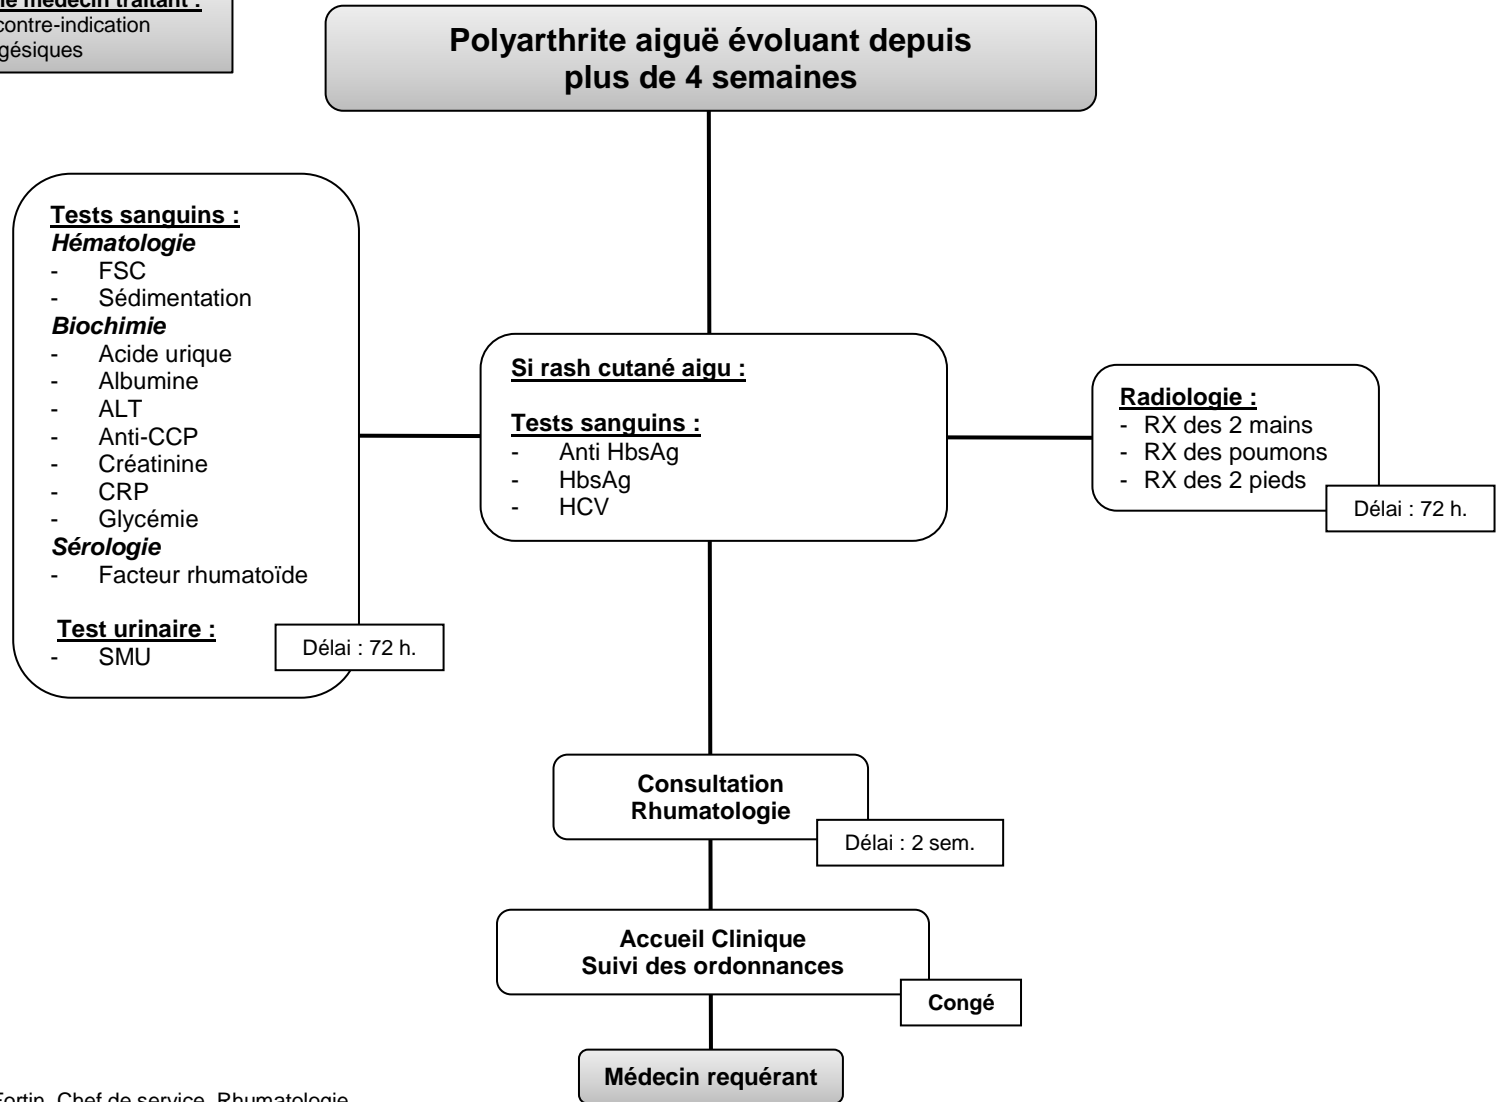 le médecin traitant :
contre-indication
gésiques
Polyarthrite aiguë évoluant depuis
plus de 4 semaines
Tests sanguins :
Hématologie
- FSC
- Sédimentation
Biochimie
- Acide urique
- Albumine
- ALT
- Anti-CCP
- Créatinine
- CRP
- Glycémie
Sérologie
- Facteur rhumatoïde
Test urinaire :
- SMU
Délai : 72 h.
Si rash cutané aigu :
Tests sanguins :
- Anti HbsAg
- HbsAg
- HCV
Radiologie :
- RX des 2 mains
- RX des poumons
- RX des 2 pieds
Délai : 72 h.
Consultation
Rhumatologie
Délai : 2 sem.
Accueil Clinique
Suivi des ordonnances
Congé
Médecin requérant
Fortin, Chef de service, Rhumatologie